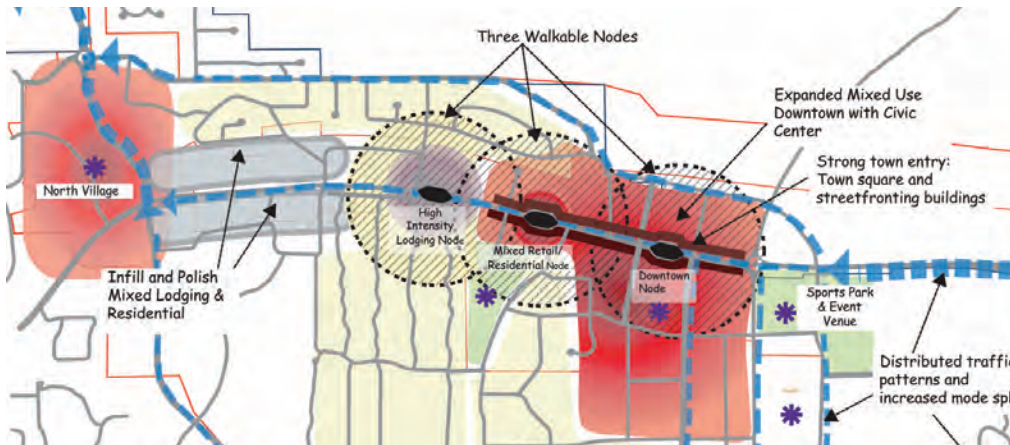 Three Walkable Nodes
Expanded Mixed Use
Downtown with Civic
Center
Strong town entry:
Town square and
streetfronting buildings
North Village
High
Intensity
Lodging Node
Mixed Retail/
Residential Node
Downtown
Node
Infill and Polish
Mixed Lodging &
Residential
Sports Park
& Event
Venue
Distributed traffic
patterns and
increased mode spl